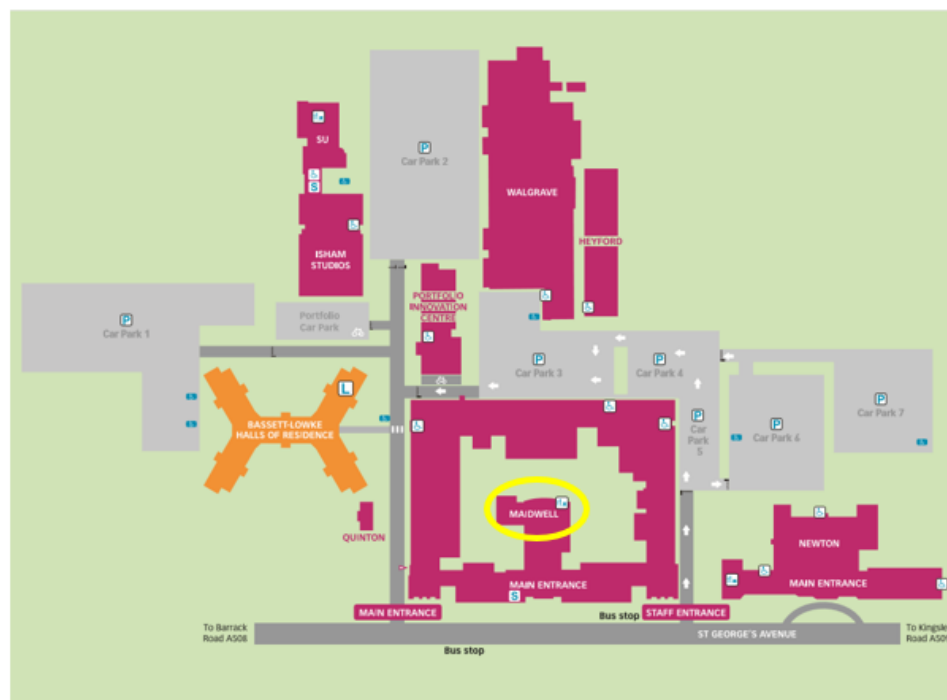 SU
S
ISHAM
STUDIOS
P
Car Park 2
WALGRAVE
HEYFORD
PORTFOLIO
INNOVATION
CENTRE
P
Car Park 1
Portfolio
Car Park
P
Car Park 3
P
Car Park 4
P
Car
Park
5
P
Car Park 6
P
Car Park 7
L
BASSETT-LOWKE
HALLS OF RESIDENCE
QUINTON
MAIDWELL
MAIN ENTRANCE
S
NEWTON
MAIN ENTRANCE
MAIN ENTRANCE
Bus stop
STAFF ENTRANCE
To Barrack
Road A508
ST GEORGE'S AVENUE
Bus stop
To Kingsle
Road A50